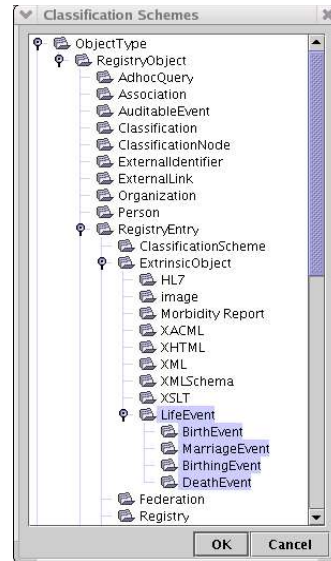 Classification Schemes
ObjectType
RegistryObject
AdhocQuery
Association
AuditableEvent
Classification
ClassificationNode
ExternalIdentifier
ExternalLink
Organization
Person
RegistryEntry
ClassificationScheme
ExtrinsicObject
HL7
image
Morbidity Report
XACML
XHTML
XML
XMLSchema
XSLT
LifeEvent
BirthEvent
MarriageEvent
BirthingEvent
DeathEvent
Federation
Registry
OK Cancel